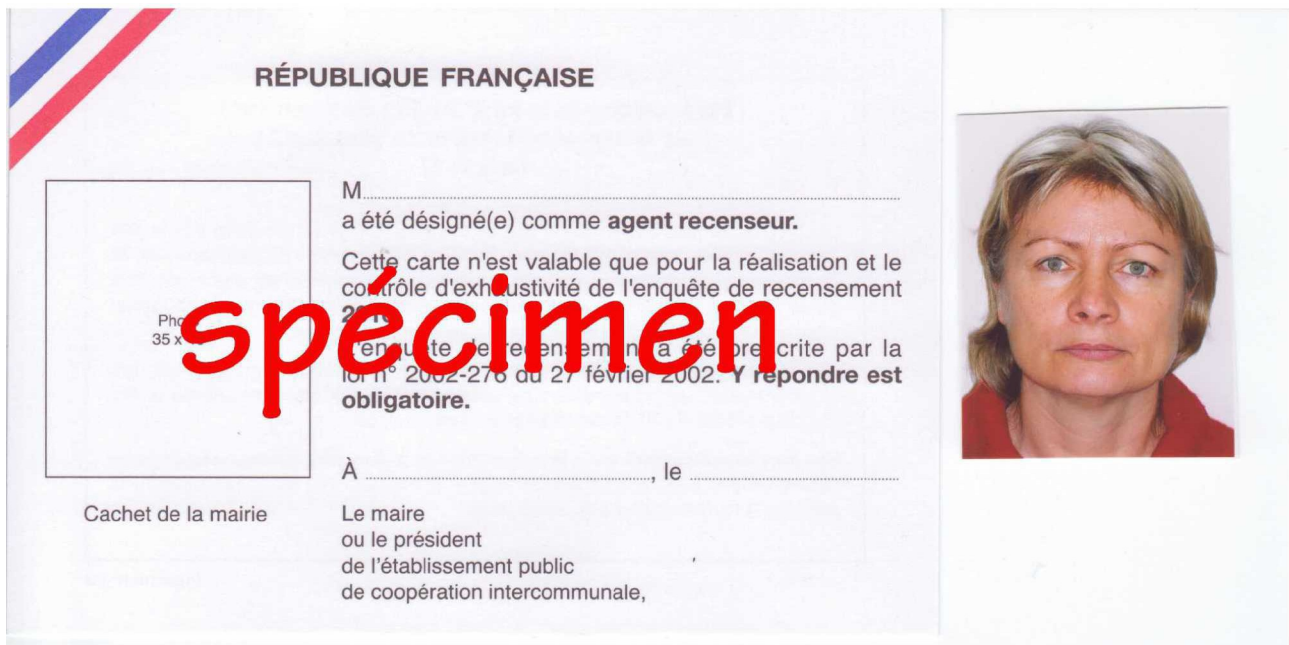 RÉPUBLIQUE FRANÇAISE
M
a été désigné(e) comme agent recenseur.
Cette carte n'est valable que pour la réalisation et le
contrôle d'exhaustivité de l'enquête de recensement
spécimen
35 x
L'enquête de recensement a été prescrite par la
loi n° 2002-276 du 27 février 2002. Y répondre est
obligatoire.
À , le
Cachet de la mairie
Le maire
ou le président
de l'établissement public
de coopération intercommunale,